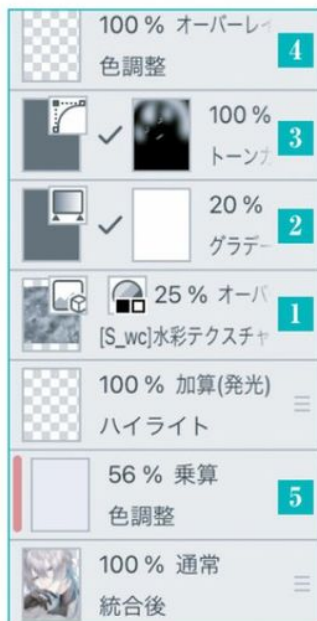 100 % オーバーレイ
4
色調整
100 %
3
トーンカ
20 %
2
グラデー
25 % オーバ
1
[S_wc]水彩テクスチャ
100 % 加算(発光)
ハイライト
56 % 乗算
5
色調整
100 % 通常
統合後